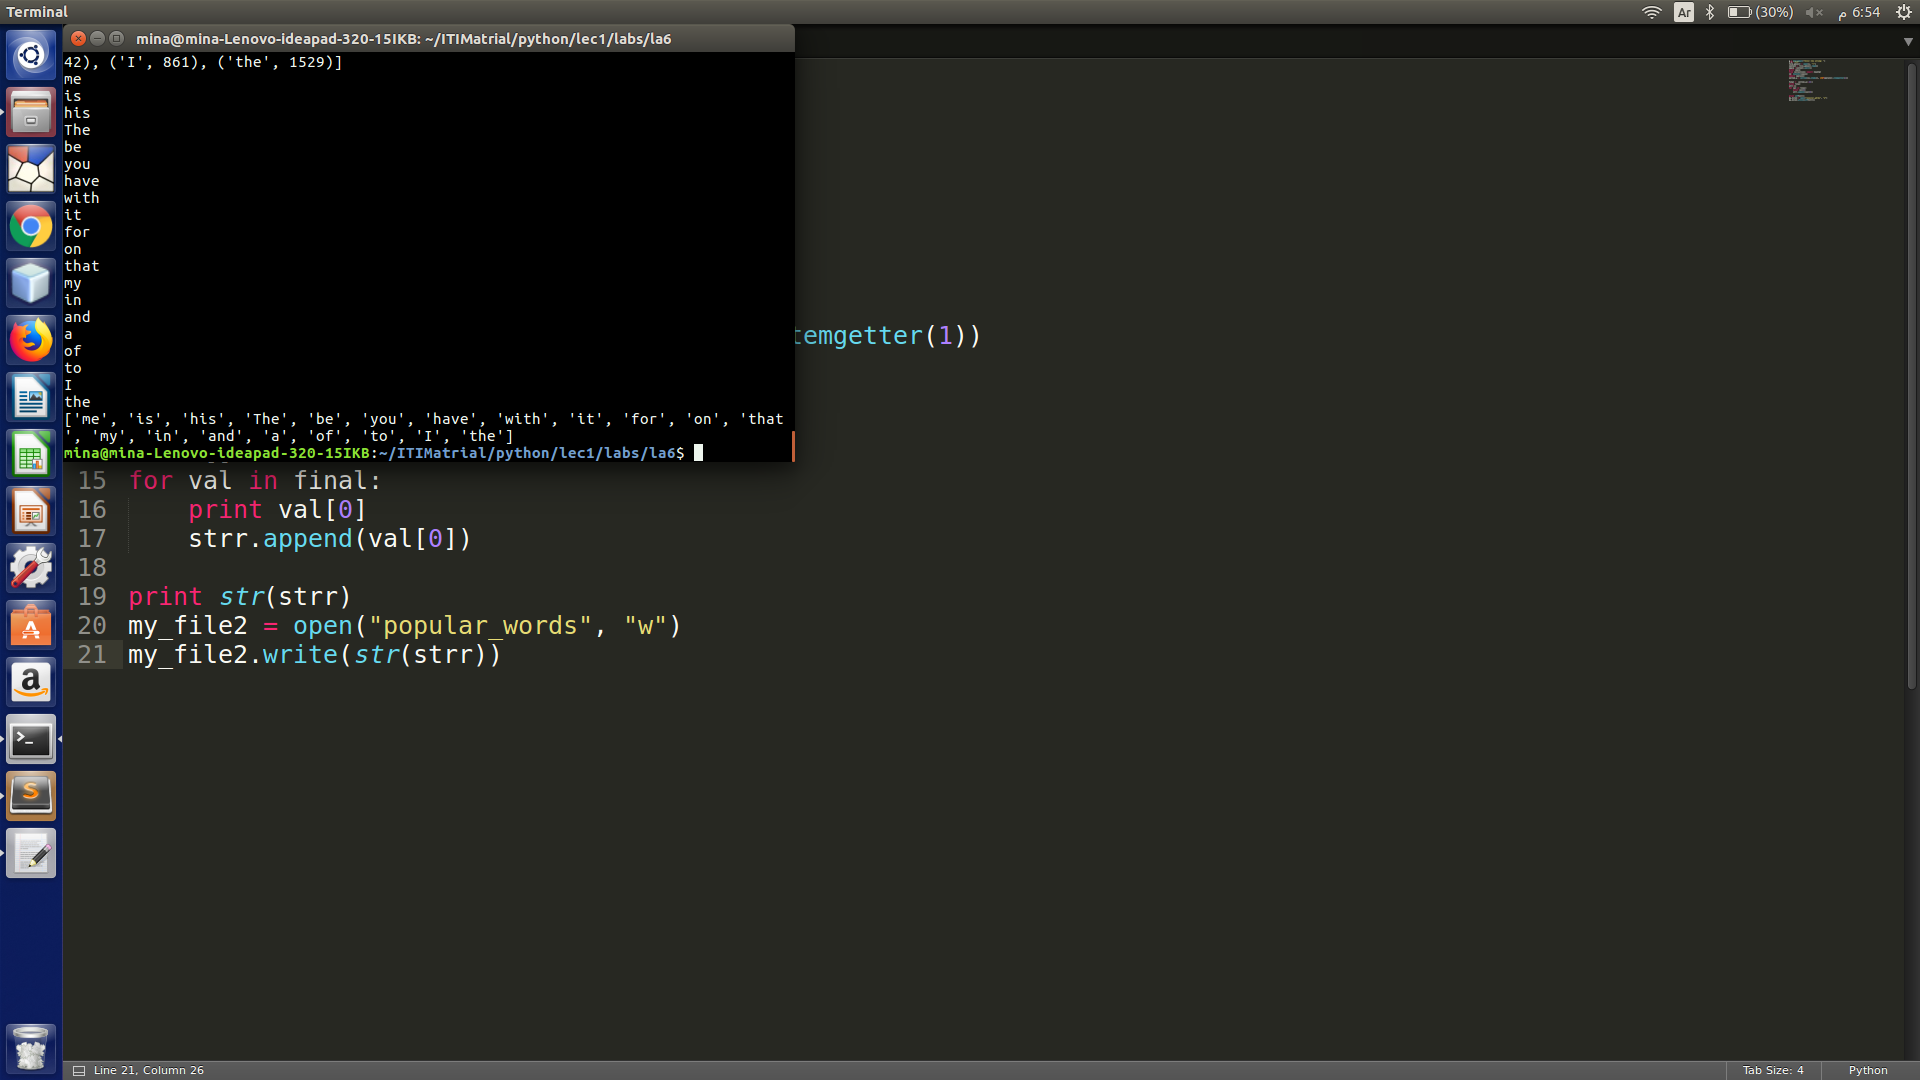 Terminal
Ar
(30%)
6:54 م
mina@mina-Lenovo-ideapad-320-15IKB: ~/ITIMatrial/python/lec1/labs/la6
42), ('I', 861), ('the', 1529)]
me
is
his
The
be
you
have
with
it
for
on
that
my
in
and
a
of
to
I
the
['me', 'is', 'his', 'The', 'be', 'you', 'have', 'with', 'it', 'for', 'on', 'that
', 'my', 'in', 'and', 'a', 'of', 'to', 'I', 'the']
mina@mina-Lenovo-ideapad-320-15IKB:~/ITIMatrial/python/lec1/labs/la6$
temgetter(1))
15 for val in final:
16 print val[0]
17 strr.append(val[0])
18
19 print str(strr)
20 my_file2 = open("popular_words", "w")
21 my_file2.write(str(strr))
Line 21, Column 26
Tab Size: 4
Python